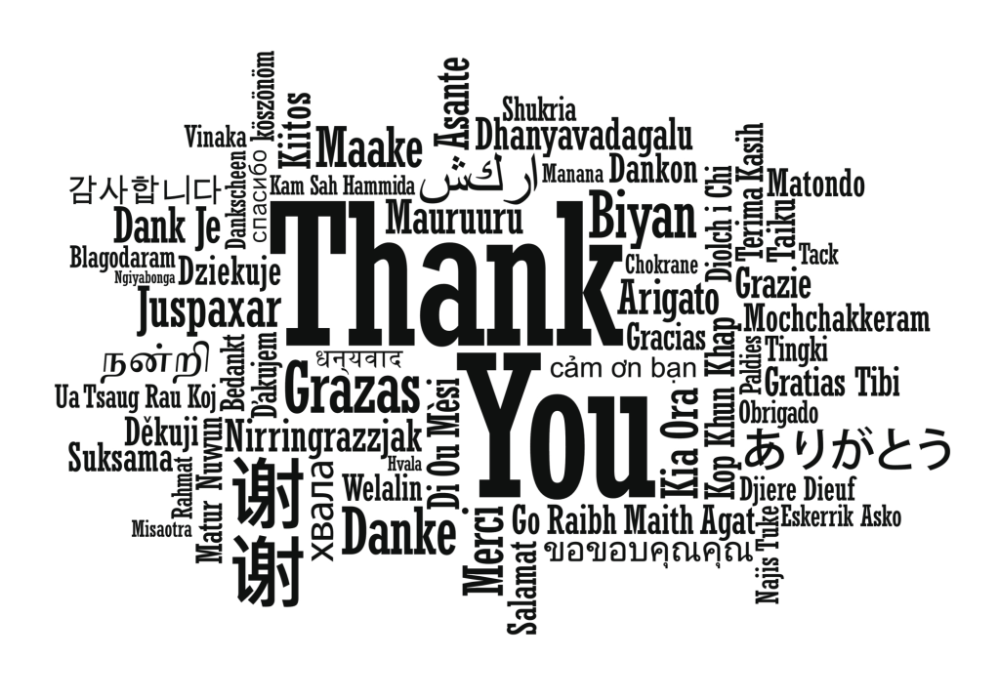 köszönöm
Asante
Kiitos
Shukria
Vinaka
Maake
Dhanyavadagalu
Terima Kasih
спасибо
Dankscheen
Kam Sah Hammida
ارکش
Manana
Dankon
Diolch i Chi
Matondo
감사합니다
Dank Je
Mauruuru
Biyan
Taiku
Thank
Blagodaram
Dziekuje
Chokrane
Tack
Ngiyabonga
Juspaxar
Arigato
Grazie
Mochchakkeram
Gracias
Tingki
நன்றி
Bedankt
D'akujem
धन्यवाद
Grazas
You
cảm ơn bạn
Kop Khun Khap
Paldies
Gratias Tibi
Ua Tsaug Rau Koj
Di Ou Mèsi
Kia Ora
Obrigado
Děkuji
Nirringrazzjak
ありがとう
Suksama
Rahmat
Matur Nuwun
谢谢
хвала
Hvala
Welalin
Djiere Dieuf
Misaotra
Danke
Merci
Go Raibh Maith Agat
Eskerrik Asko
Salamat
ขอขอบคุณคุณ
Najis Tuke